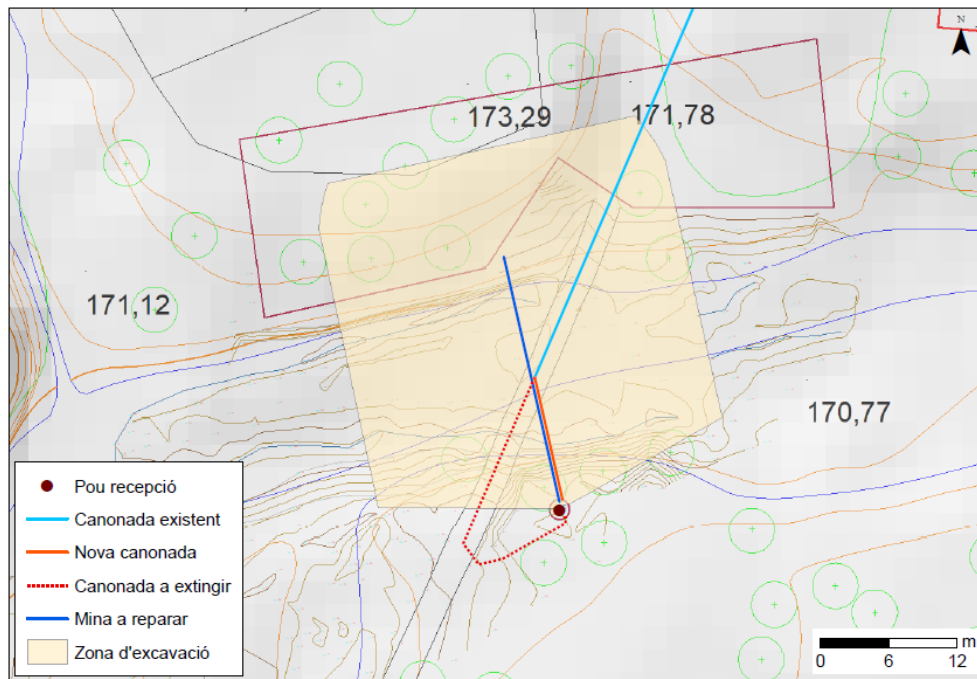 N
173,29
171,78
171,12
170,77
Pou recepció
Canonada existent
Nova canonada
Canonada a extingir
Mina a reparar
Zona d'excavació
m
0 6 12